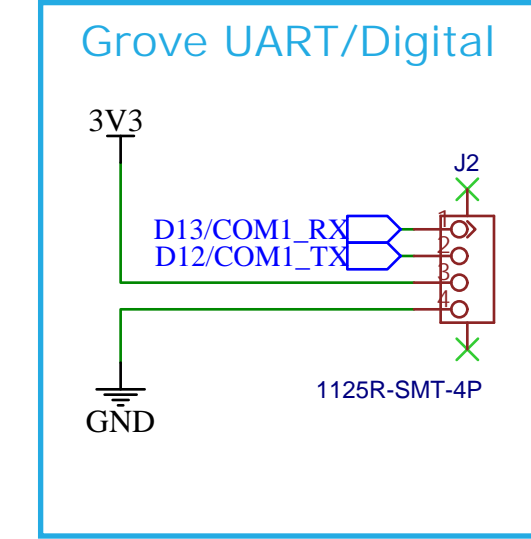 Grove UART/Digital
3V3
J2
D13/COM1_RX
1
D12/COM1_TX
2
3
4
1125R-SMT-4P
GND